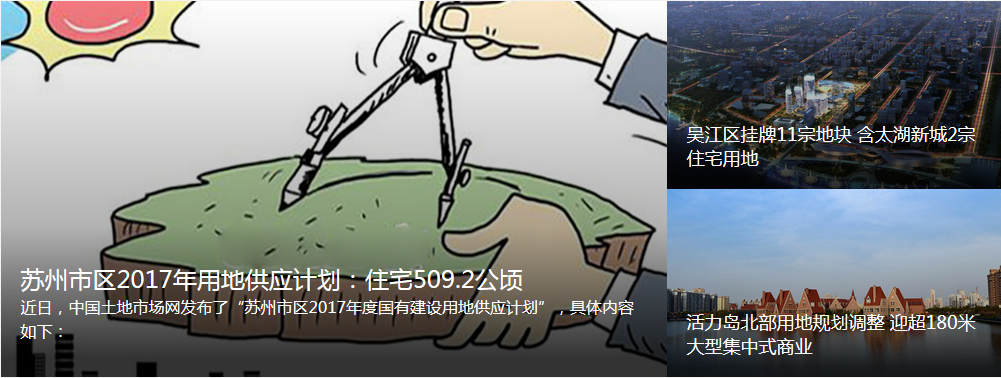 苏州市区2017年用地供应计划：住宅509.2公顷
近日，中国土地市场网发布了“苏州市区2017年度国有建设用地供应计划”，具体内容
如下：
吴江区挂牌11宗地块 含太湖新城2宗
住宅用地
活力岛北部用地规划调整 迎超180米
大型集中式商业